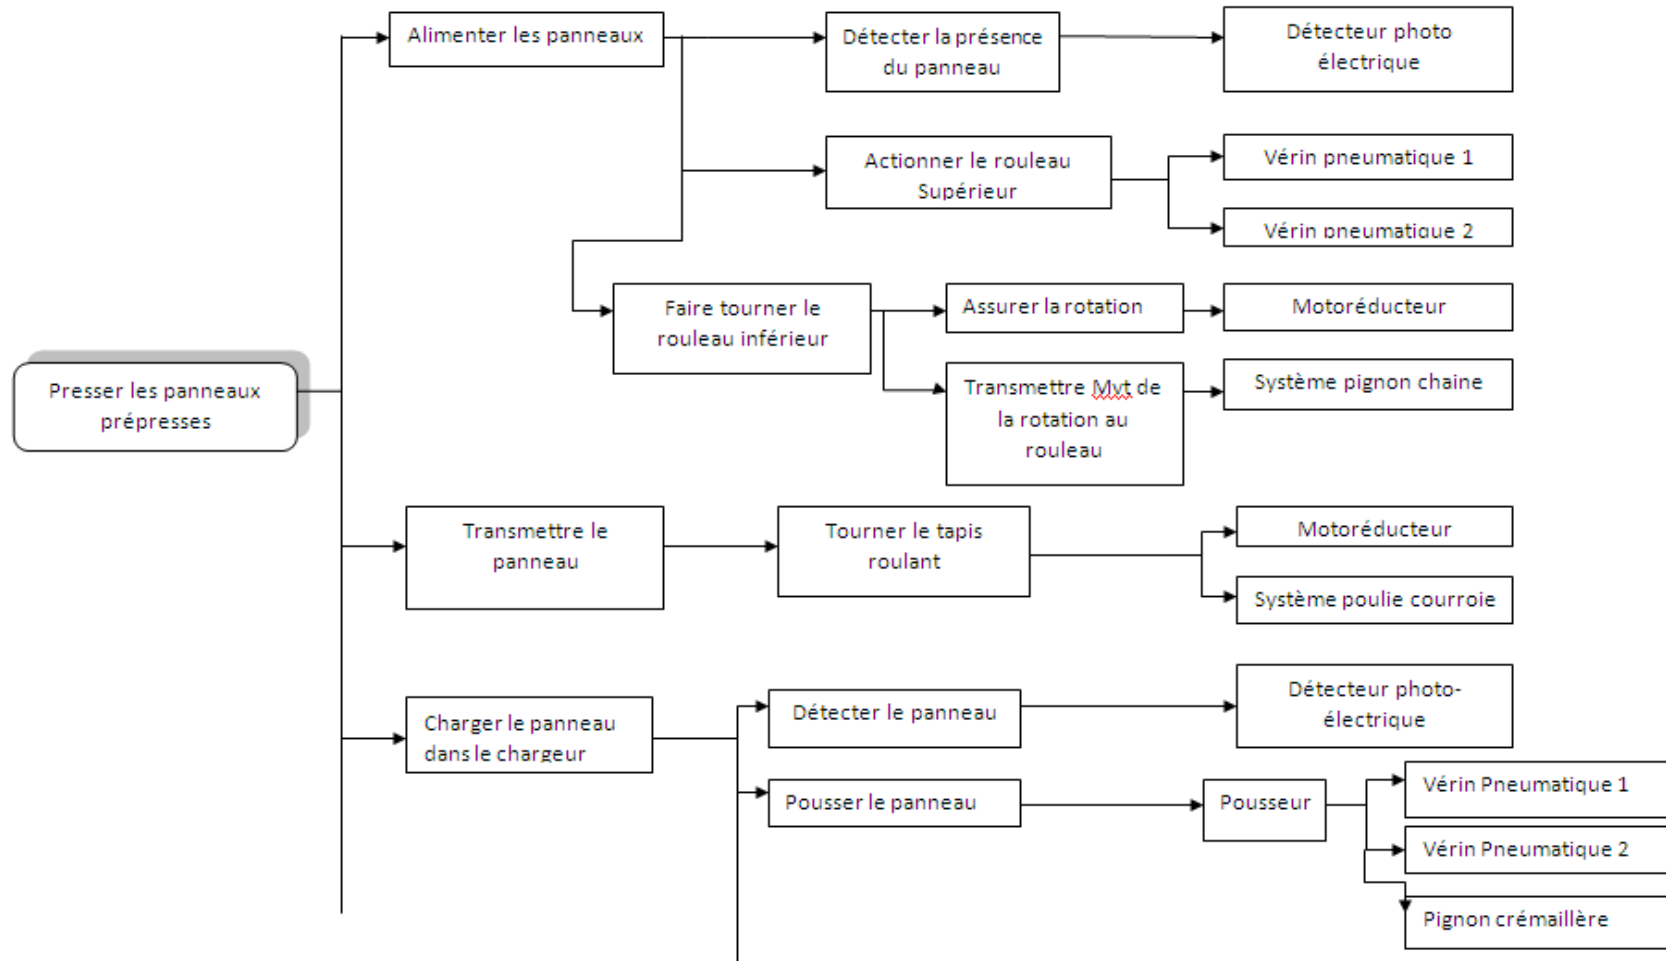 Alimenter les panneaux
Détecter la présence
du panneau
Détecteur photo
électrique
Actionner le rouleau
Supérieur
Vérin pneumatique 1
Vérin pneumatique 2
Faire tourner le
rouleau inférieur
Assurer la rotation
Motoréducteur
Transmettre Mvt de
la rotation au
rouleau
Système pignon chaine
Presser les panneaux
prépresses
Transmettre le
panneau
Tourner le tapis
roulant
Motoréducteur
Système poulie courroie
Charger le panneau
dans le chargeur
Détecter le panneau
Détecteur photo-
électrique
Pousser le panneau
Pousseur
Vérin Pneumatique 1
Vérin Pneumatique 2
Pignon crémaillère